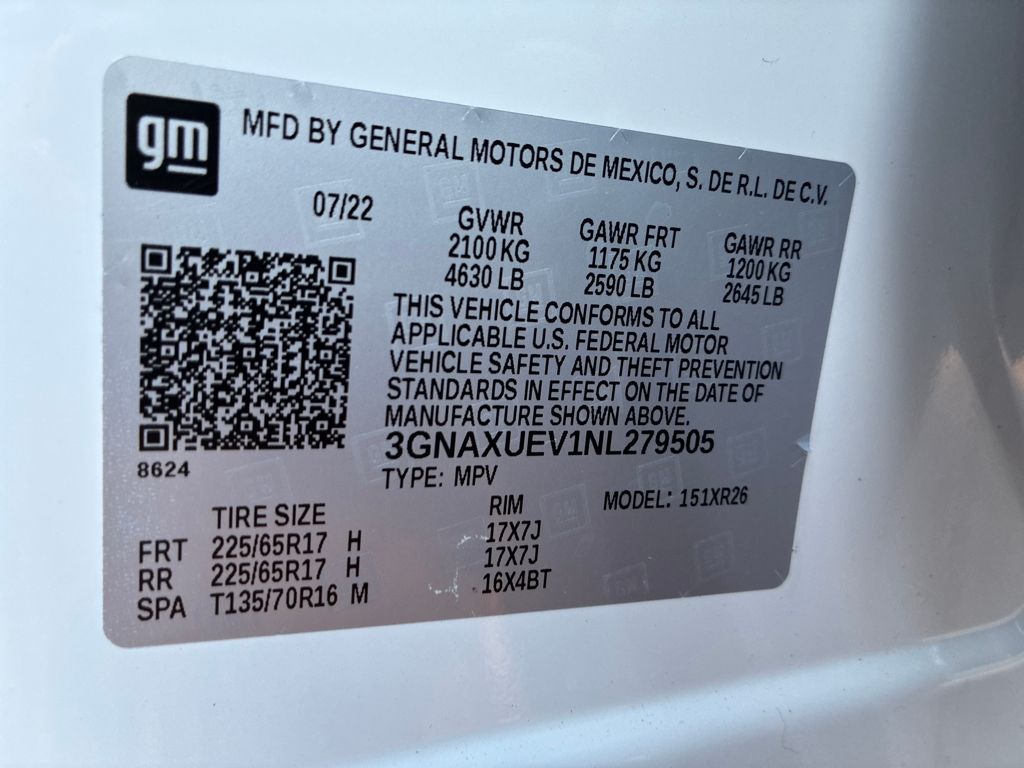 gm
MFD BY GENERAL MOTORS DE MEXICO, S. DE R.L. DE C.V.
07/22 GVWR GAWR FRT GAWR RR
2100 KG 1175 KG 1200 KG
4630 LB 2590 LB 2645 LB
THIS VEHICLE CONFORMS TO ALL
APPLICABLE U.S. FEDERAL MOTOR
VEHICLE SAFETY AND THEFT PREVENTION
STANDARDS IN EFFECT ON THE DATE OF
MANUFACTURE SHOWN ABOVE.
3GNAXUEV1NL279505
8624
TYPE: MPV
MODEL: 151XR26
TIRE SIZE RIM
FRT 225/65R17 H 17X7J
RR 225/65R17 H 17X7J
SPA T135/70R16 M 16X4BT